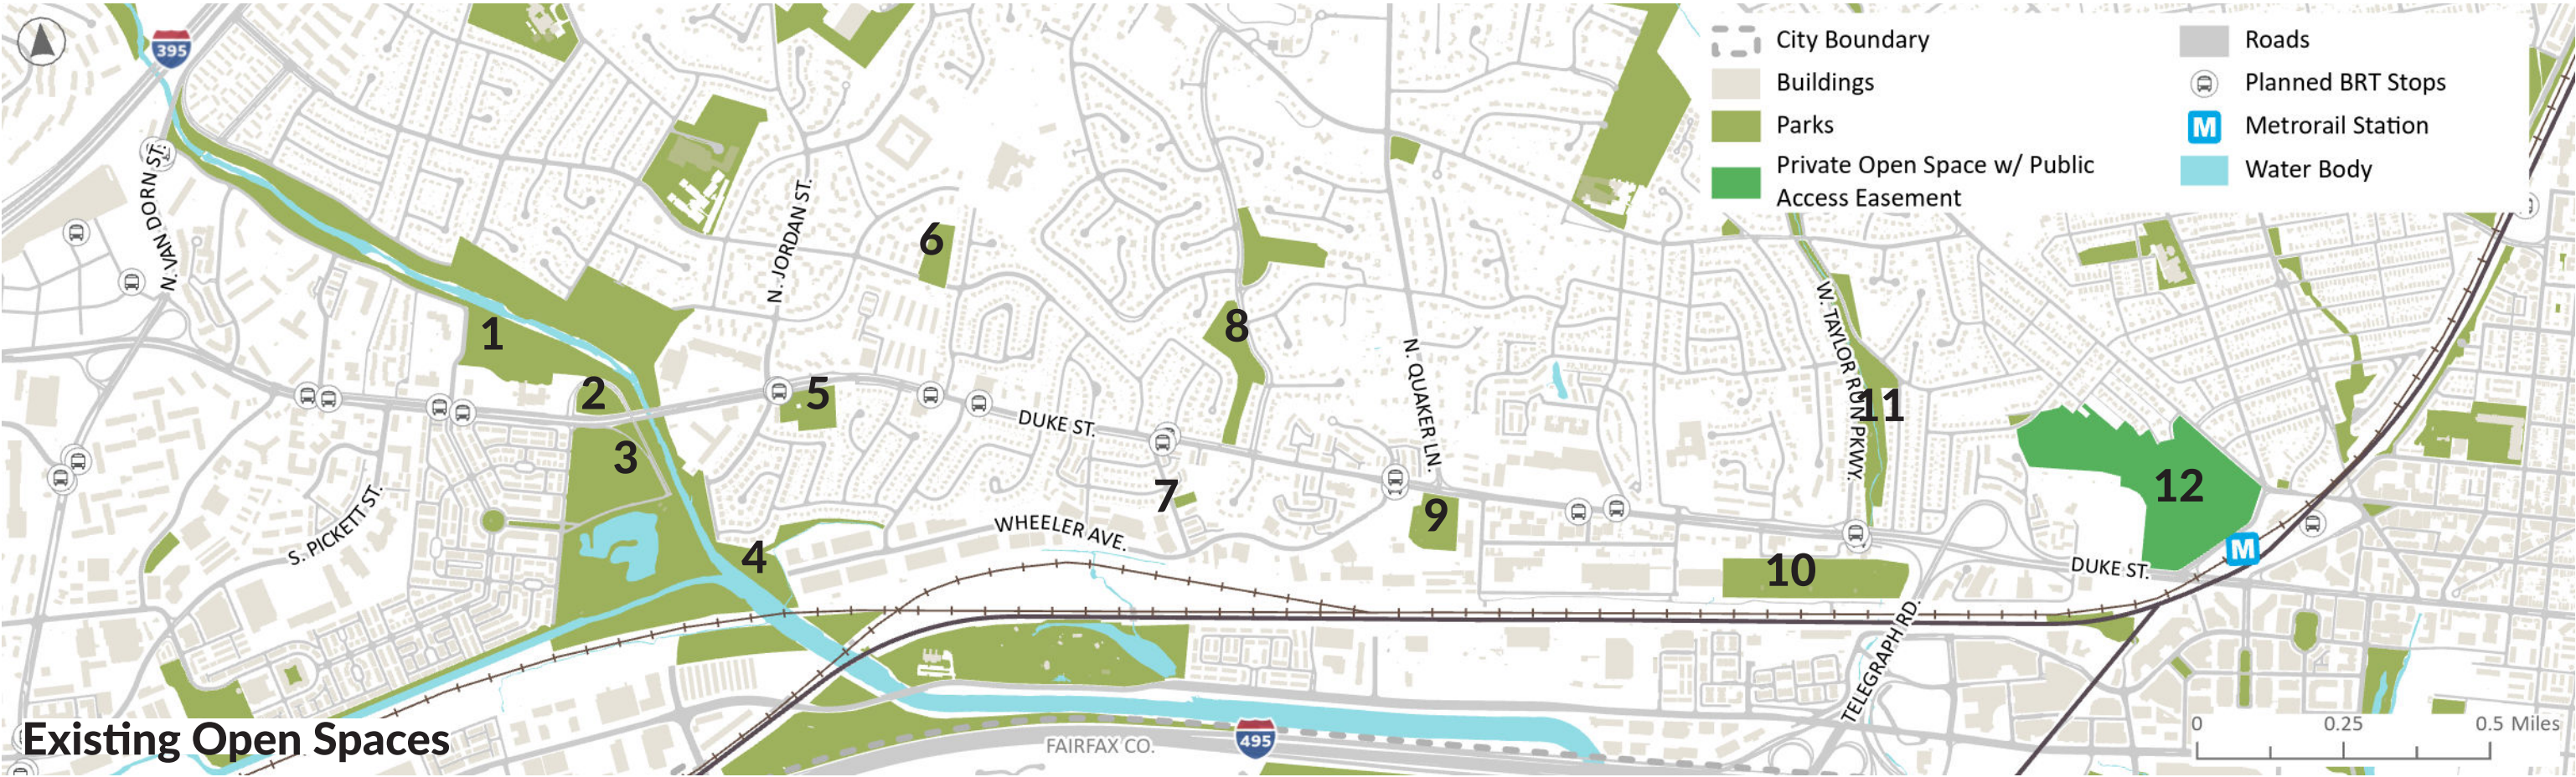 395
City Boundary
Buildings
Parks
Private Open Space w/ Public
Access Easement
Roads
Planned BRT Stops
M
Metrorail Station
Water Body
N. VAN DORN ST.
N. JORDAN ST.
6
1
2
3
4
5
S. PICKETT ST.
DUKE ST.
WHEELER AVE.
7
8
N. QUAKER LN.
9
10
W. TAYLOR RUN PKWY.
11
12
M
DUKE ST.
TELEGRAPH RD.
FAIRFAX CO.
495
0 0.25 0.5 Miles
Existing Open Spaces